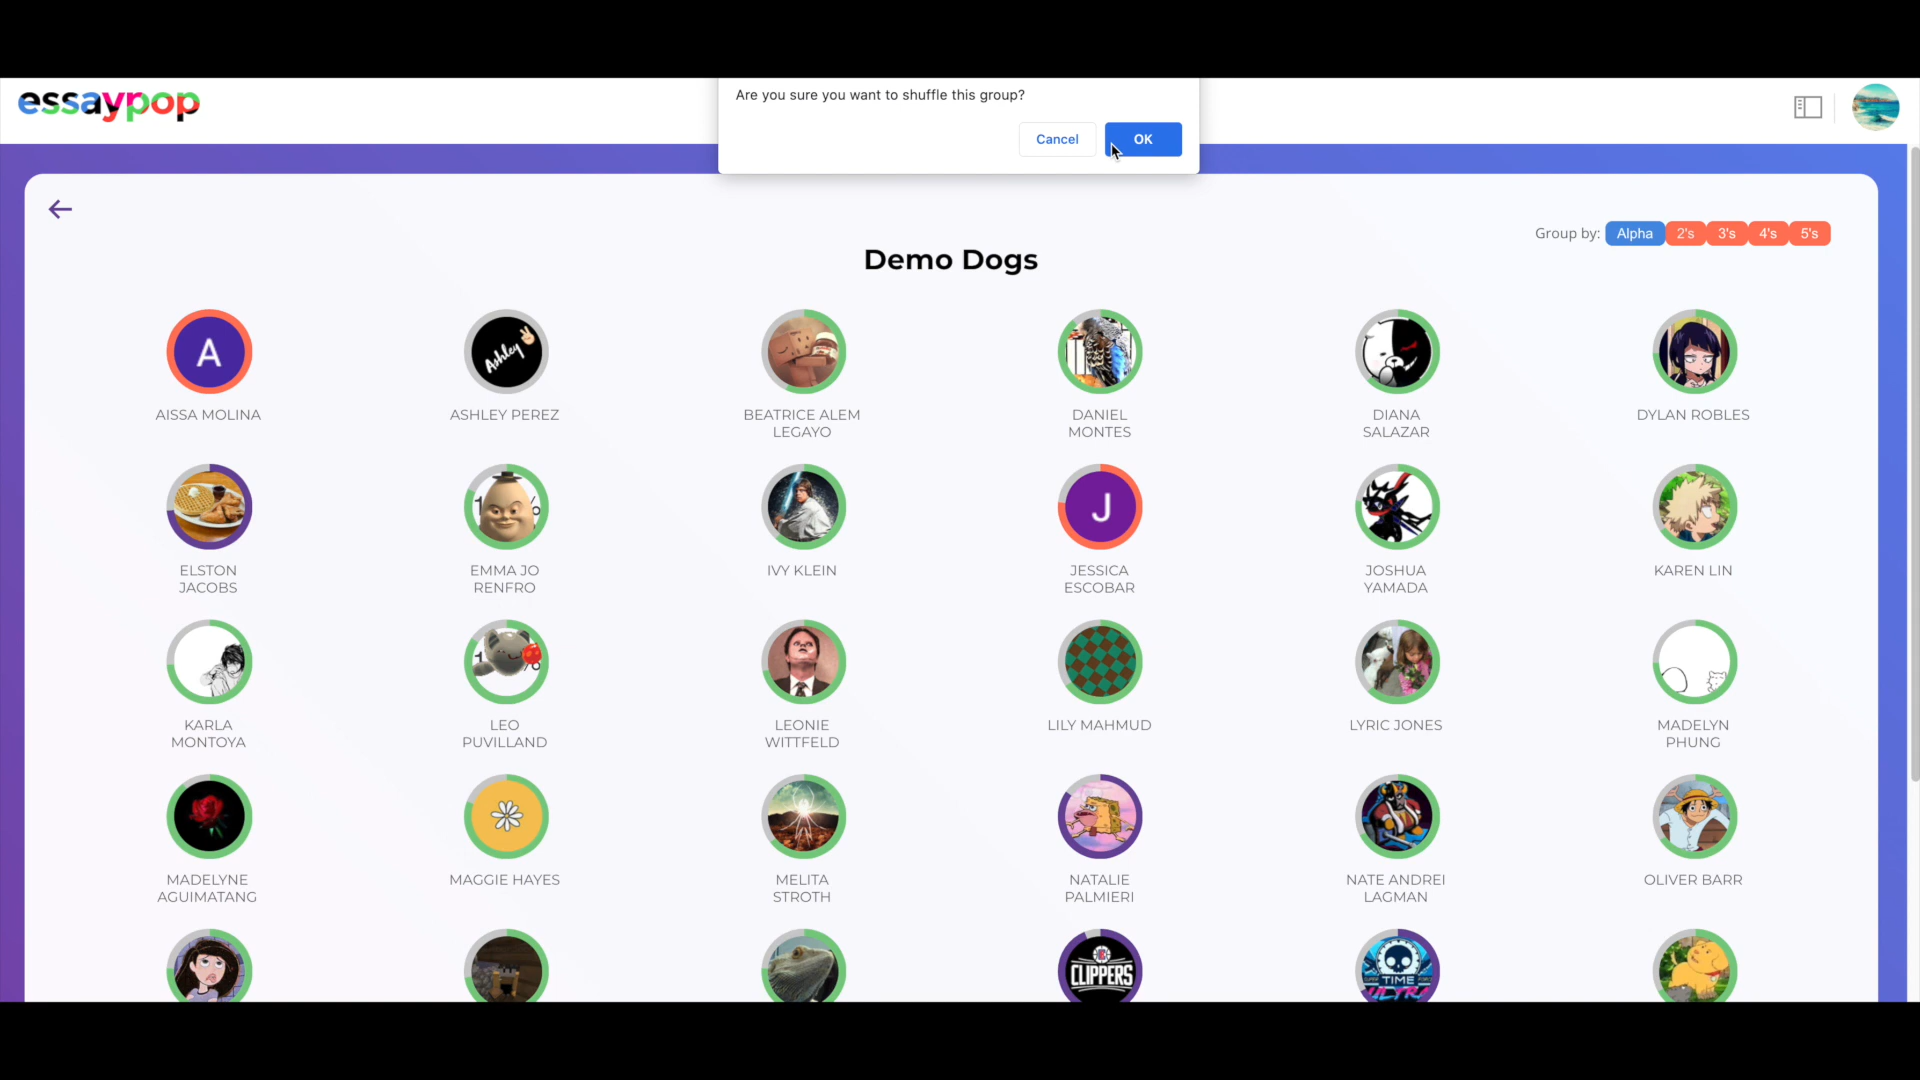 essaypop
Are you sure you want to shuffle this group?
Cancel
OK
Group by: Alpha 2's 3's 4's 5's
Demo Dogs
A
Ashley
AISSA MOLINA
ASHLEY PEREZ
BEATRICE ALEM
LEGAYO
DANIEL
MONTES
DIANA
SALAZAR
DYLAN ROBLES
J
ELSTON
JACOBS
EMMA JO
RENFRO
IVY KLEIN
JESSICA
ESCOBAR
JOSHUA
YAMADA
KAREN LIN
KARLA
MONTOYA
LEO
PUVILLAND
LEONIE
WITTFELD
LILY MAHMUD
LYRIC JONES
MADELYN
PHUNG
MADELYNE
AGUIMATANG
MAGGIE HAYES
MELITA
STROTH
NATALIE
PALMIERI
NATE ANDREI
LAGMAN
OLIVER BARR
CLIPPERS
TIME
ULTRA